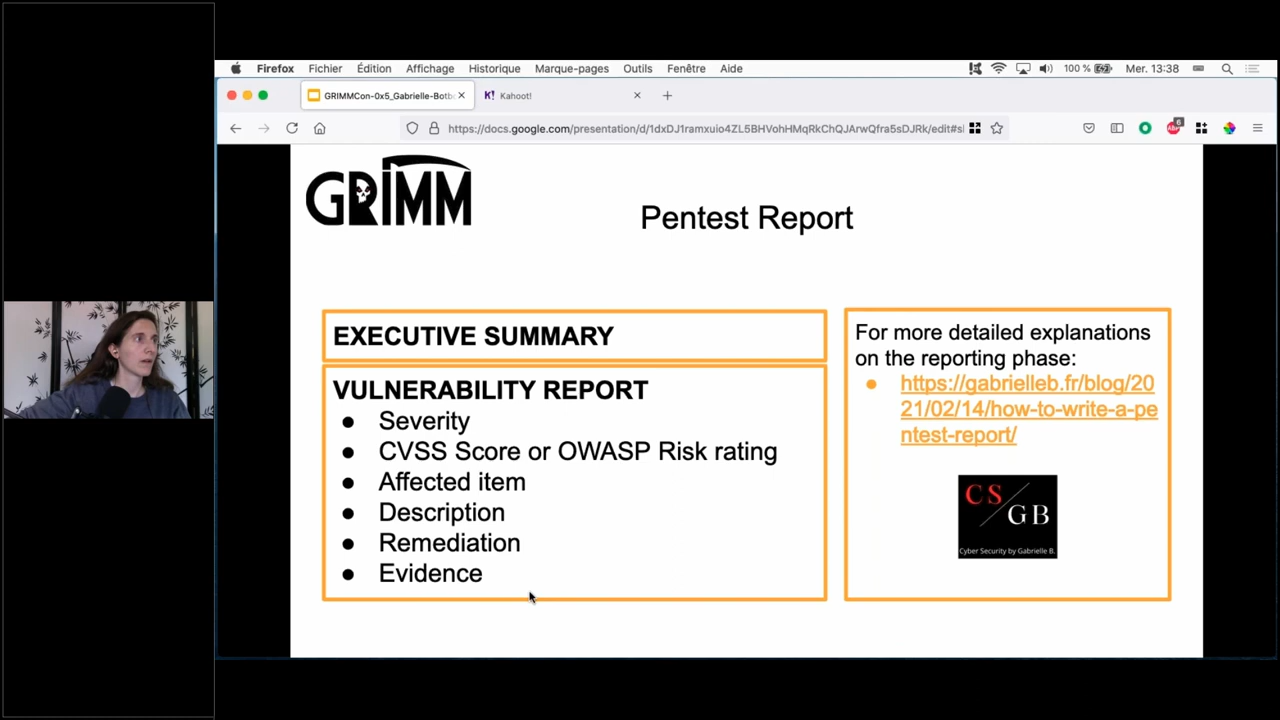 Firefox Fichier Édition Affichage Historique Marque-pages Outils Fenêtre Aide 100 % Mer. 13:38
GRIMMCon-0x5_Gabrielle-Botb
K! Kahoot!
https://docs.google.com/presentation/d/1dxDJ1ramxuio4ZL5BHVohHMqRkChQJArwQfra5sDJRk/edit#s
ABP
6
GRIMM
Pentest Report
EXECUTIVE SUMMARY
VULNERABILITY REPORT
● Severity
● CVSS Score or OWASP Risk rating
● Affected item
● Description
● Remediation
● Evidence
For more detailed explanations
on the reporting phase:
● https://gabrielleb.fr/blog/20
21/02/14/how-to-write-a-pe
ntest-report/
CS
GB
Cyber Security by Gabrielle B.